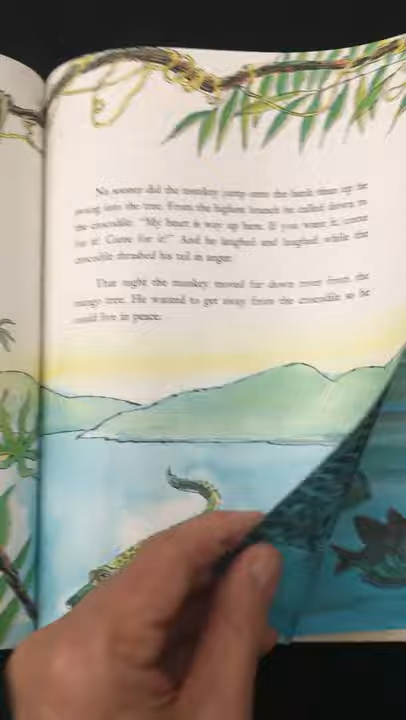 No sooner did the monkey jump onto the bank than up he
swung into the tree. From the highest branch he called down to
the crocodile: "My heart is way up here. If you want it, come
for it! Come for it!" And he laughed and laughed while the
crocodile thrashed his tail in anger.
That night the monkey moved far down river from the
mango tree. He wanted to get away from the crocodile so he
could live in peace.